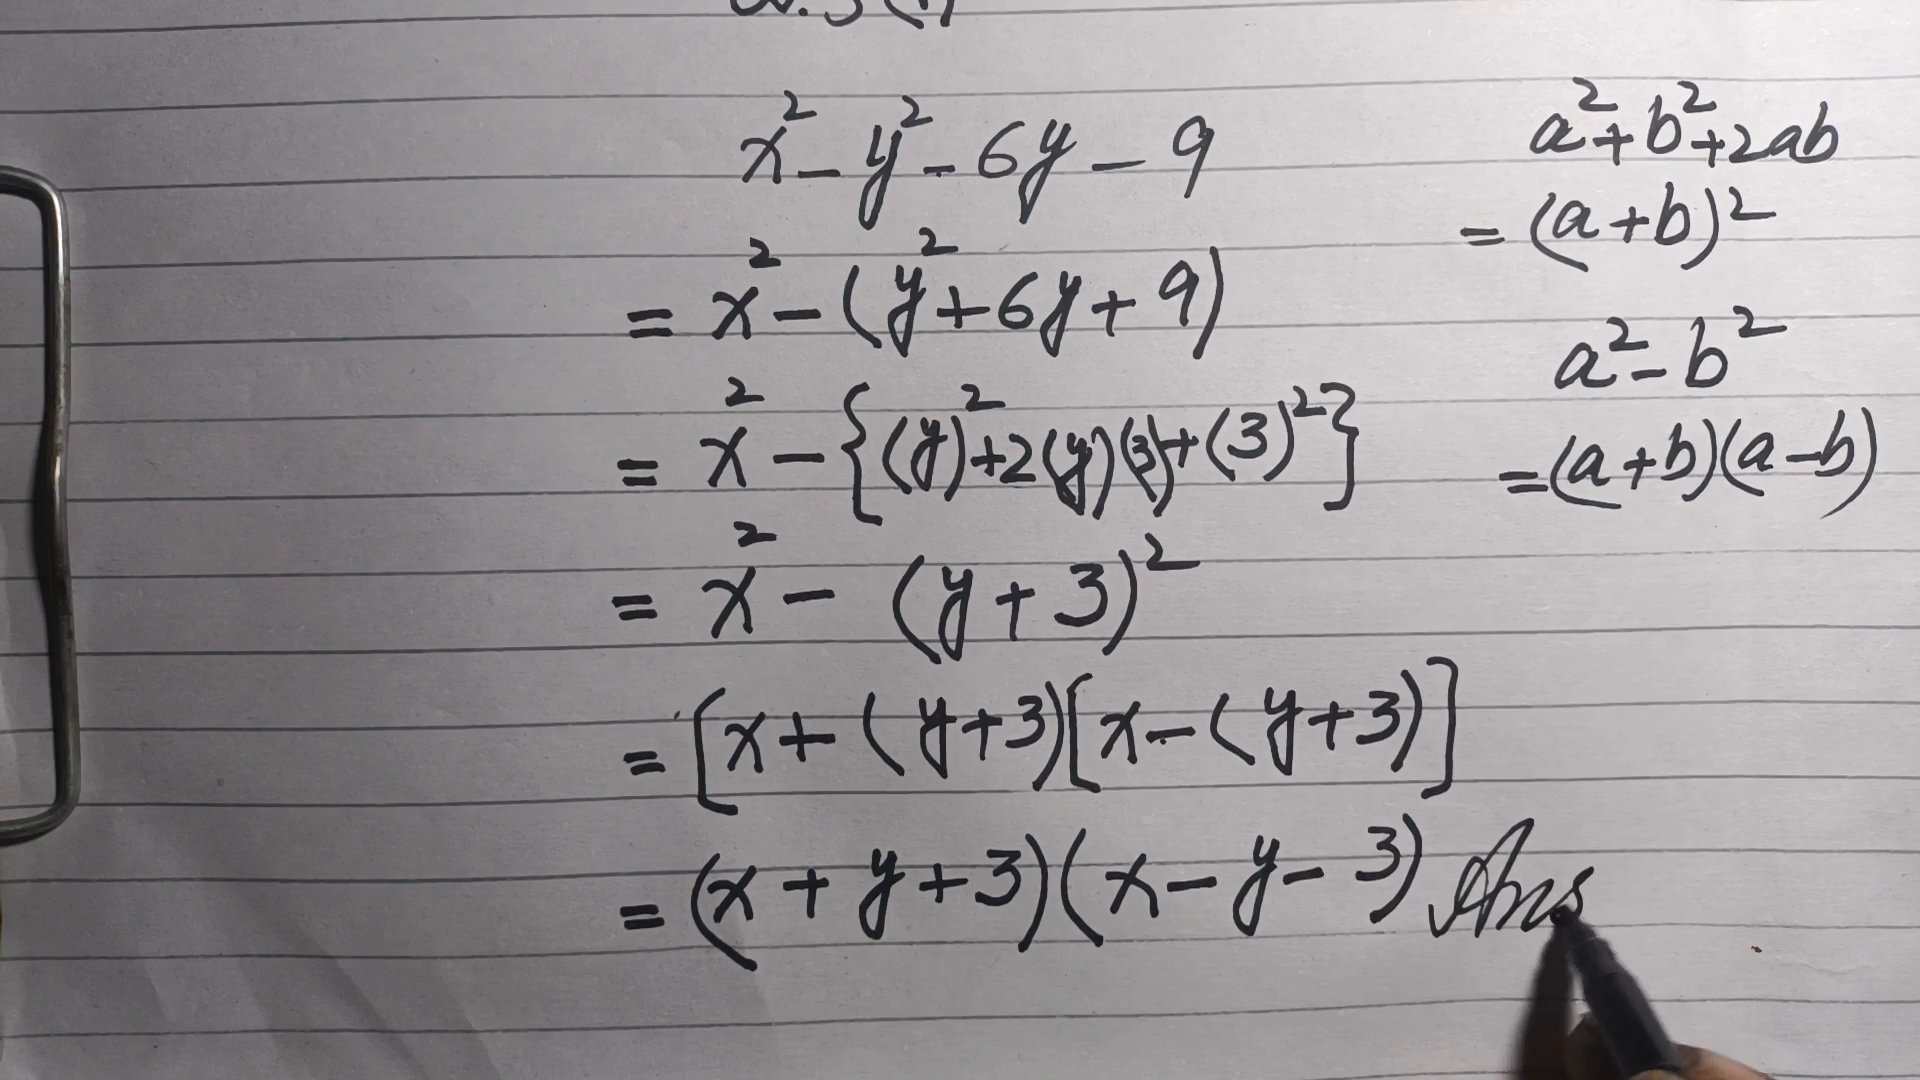 x² - y² - 6y - 9
= x² - (y² + 6y + 9)
= x² - {(y)² + 2(y)(3) + (3)²}
= x² - (y + 3)²
= [x + (y + 3)[x - (y + 3)]
= (x + y + 3)(x - y - 3) Ans
a² + b² + 2ab
= (a + b)²
a² - b²
= (a + b)(a - b)